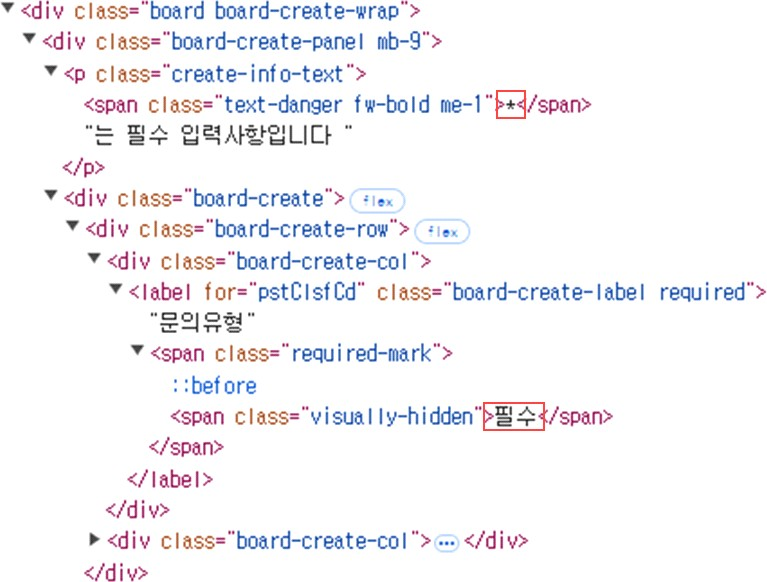 ▼<div class="board board-create-wrap">
▼<div class="board-create-panel mb-9">
▼<p class="create-info-text">
<span class="text-danger fw-bold me-1">*</span>
"는 필수 입력사항입니다 "
</p>
▼<div class="board-create"> flex
▼<div class="board-create-row"> flex
▼<div class="board-create-col">
▼<label for="pstClsfCd" class="board-create-label required">
"문의유형"
▼<span class="required-mark">
::before
<span class="visually-hidden">필수</span>
</span>
</label>
</div>
▶<div class="board-create-col">⋯</div>
</div>